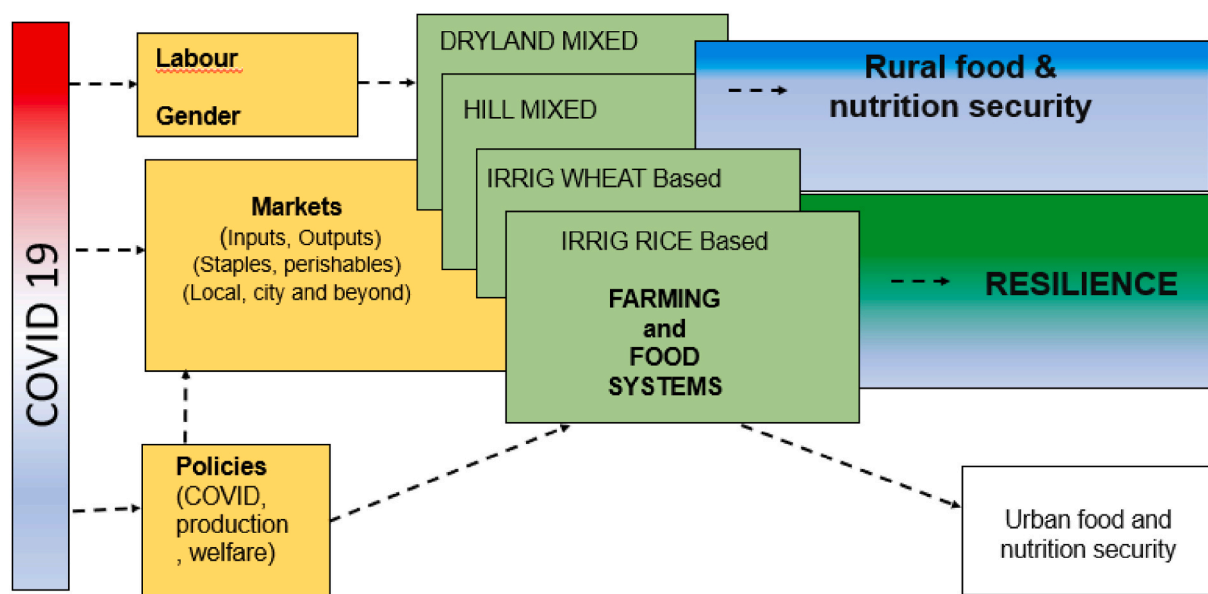 COVID 19
Labour
Gender
Markets
(Inputs, Outputs)
(Staples, perishables)
(Local, city and beyond)
Policies
(COVID,
production
, welfare)
DRYLAND MIXED
HILL MIXED
IRRIG WHEAT Based
IRRIG RICE Based
FARMING
and
FOOD
SYSTEMS
Rural food &
nutrition security
RESILIENCE
Urban food and
nutrition security